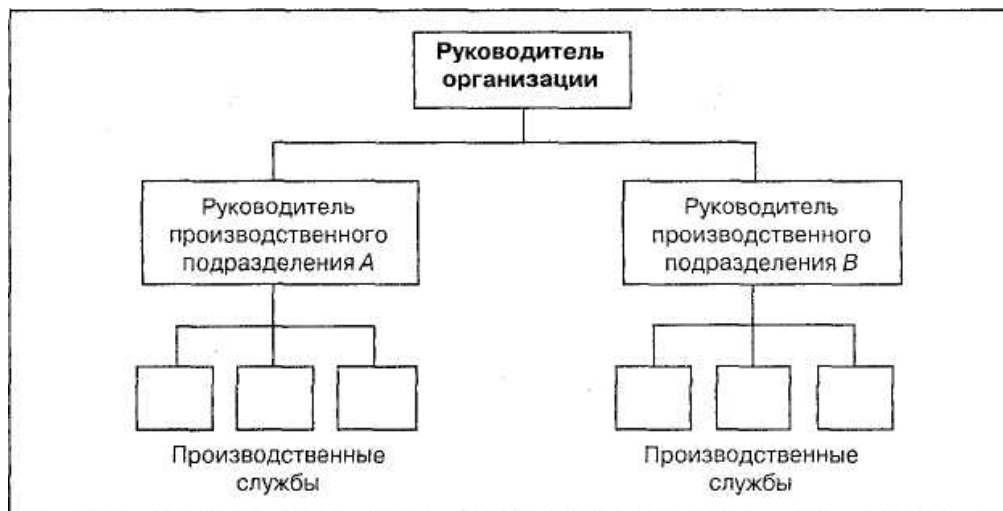 Руководитель
организации
Руководитель
производственного
подразделения A
Руководитель
производственного
подразделения B
Производственные
службы
Производственные
службы